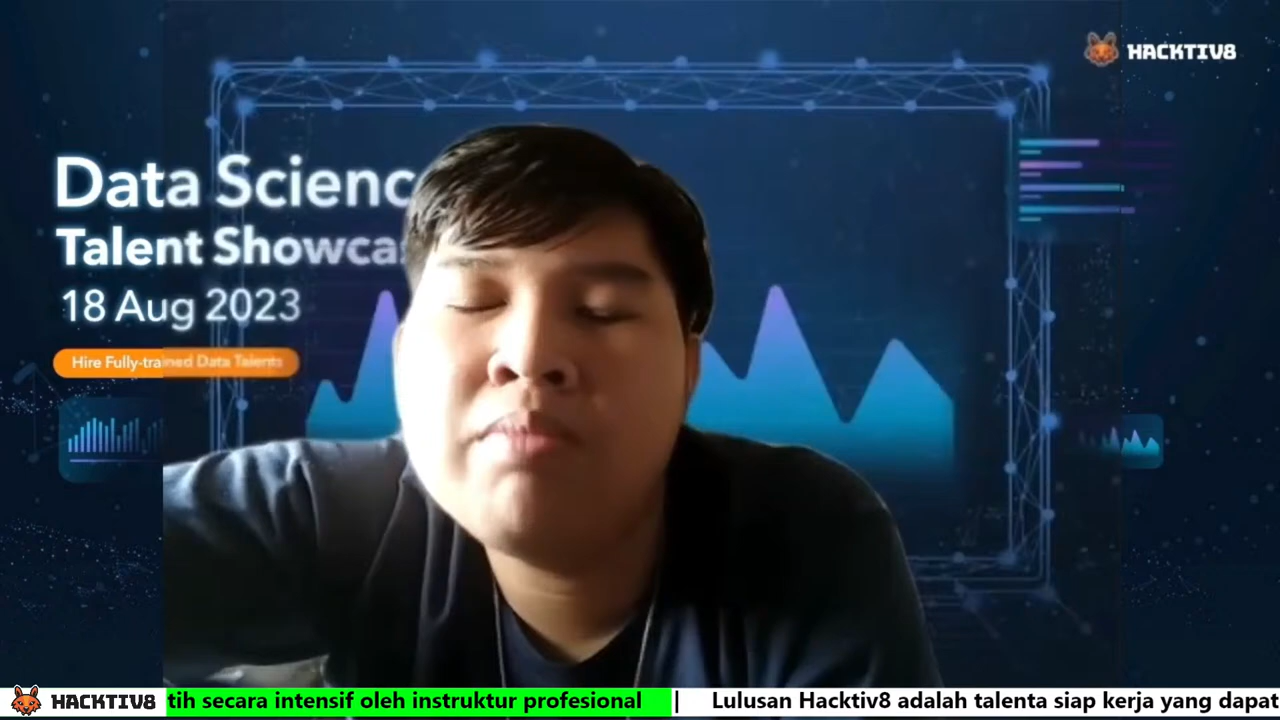 HACKTIV8
Data Scienc
Talent Showca
18 Aug 2023
Hire Fully-trained Data Talents
HACKTIV8 tih secara intensif oleh instruktur profesional | Lulusan Hacktiv8 adalah talenta siap kerja yang dapat